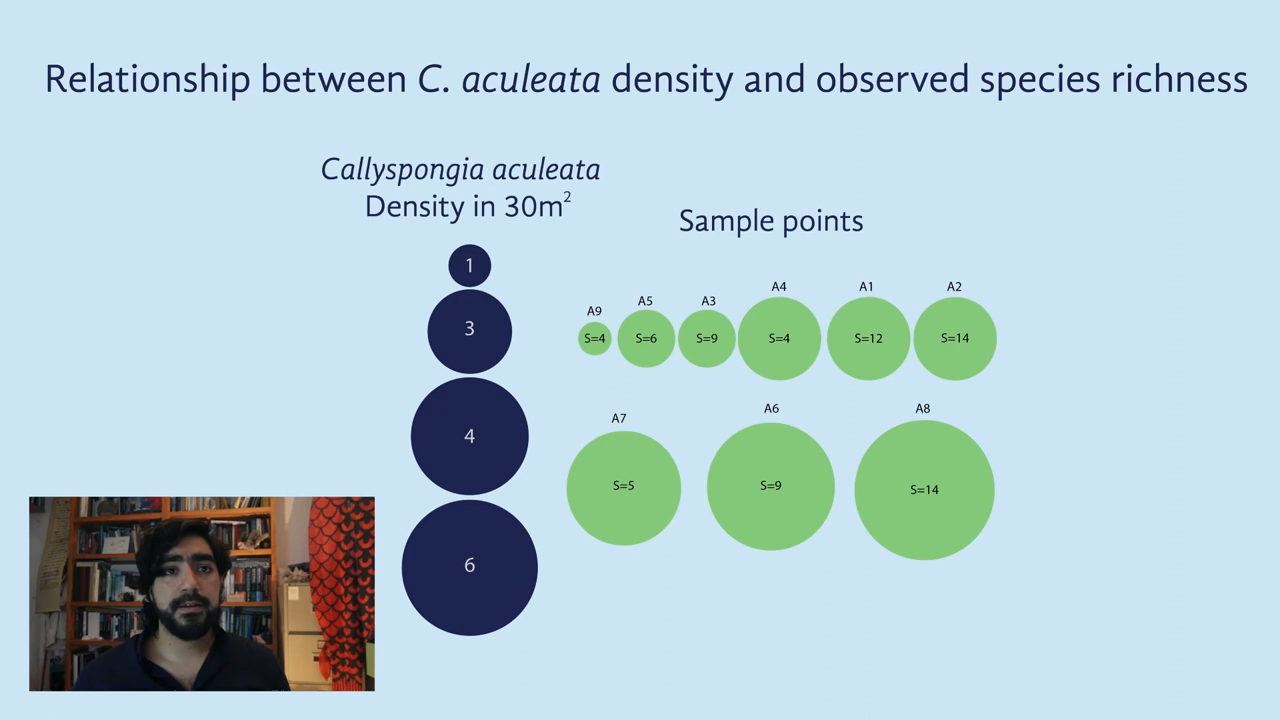 Relationship between C. aculeata density and observed species richness
Callyspongia aculeata
Density in 30m²
Sample points
1
3
4
6
A9
A5
A3
A4
A1
A2
S=4
S=6
S=9
S=4
S=12
S=14
A7
A6
A8
S=5
S=9
S=14